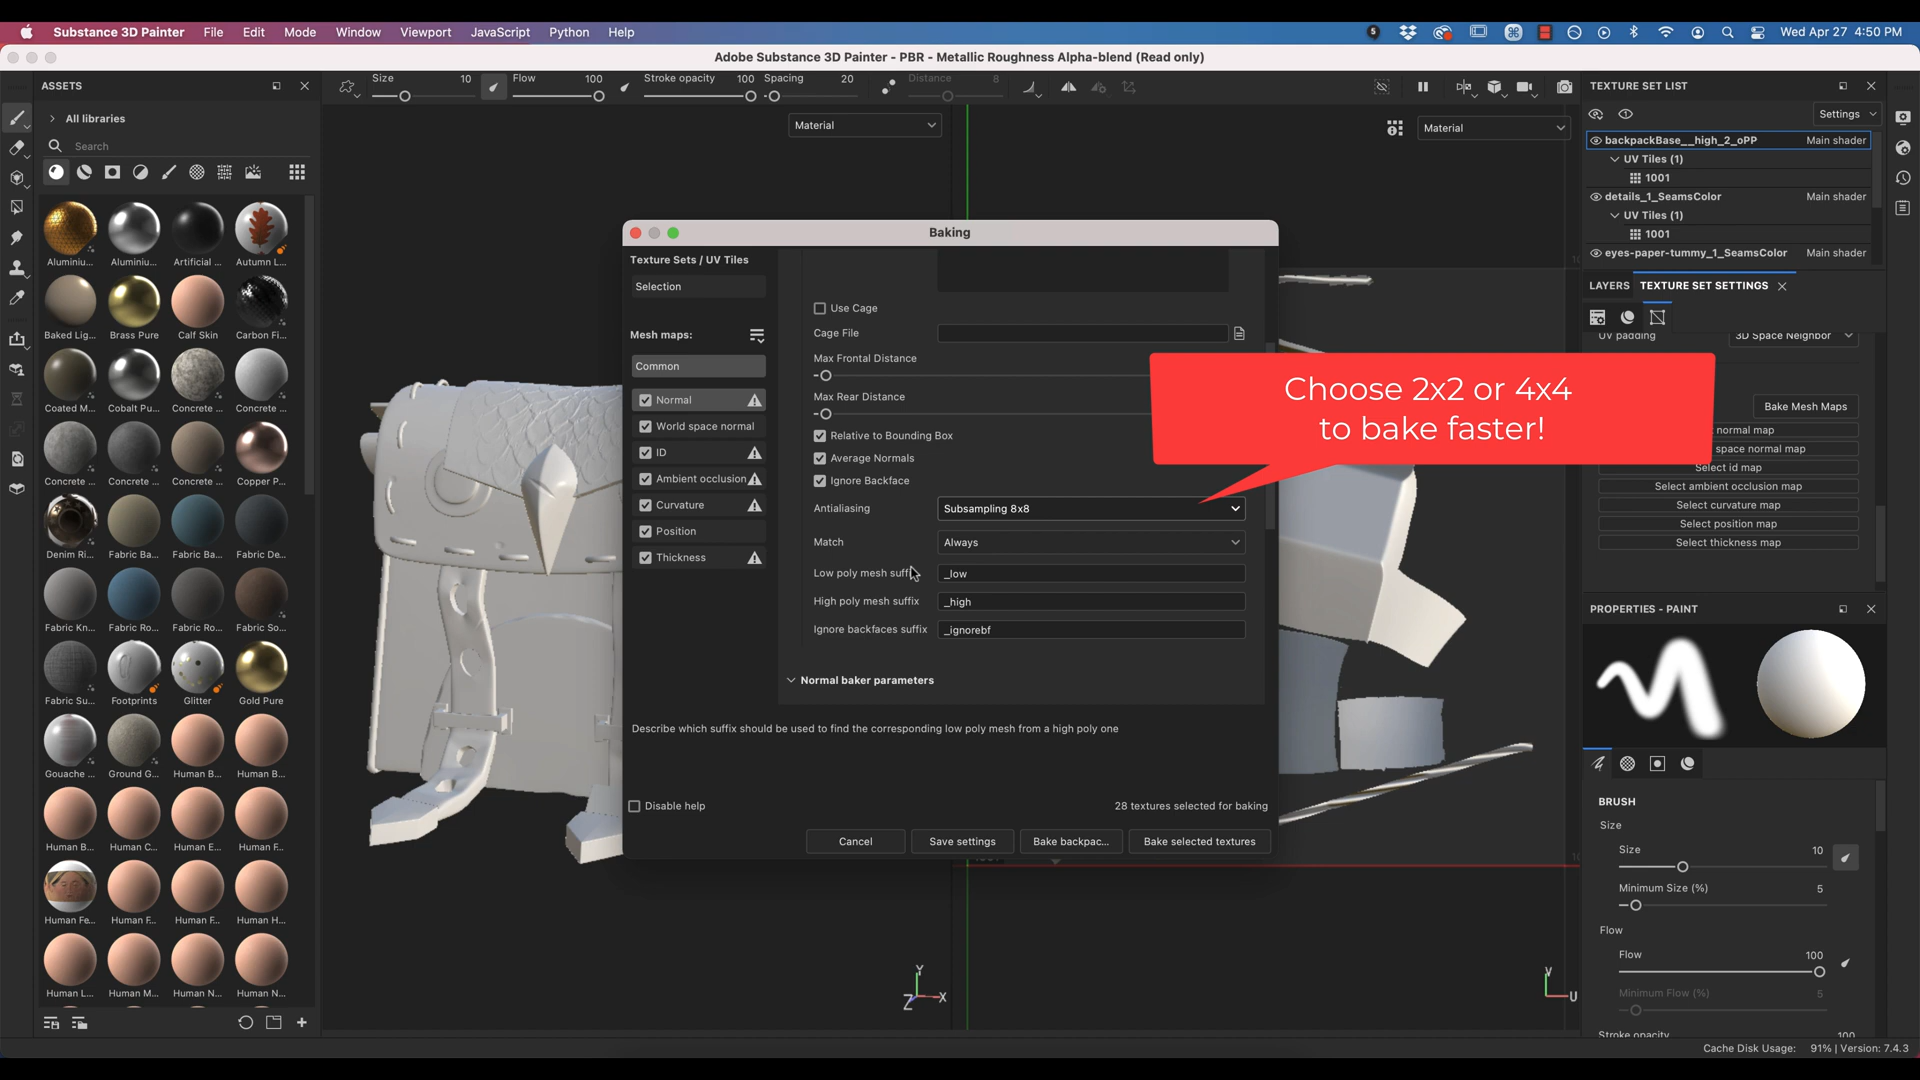 Substance 3D Painter File Edit Mode Window Viewport JavaScript Python Help Wed Apr 27 4:50 PM
Adobe Substance 3D Painter - PBR - Metallic Roughness Alpha-blend (Read only)
ASSETS
All libraries
Search
Aluminiu... Aluminiu... Artificial ... Autumn L...
Baked Lig... Brass Pure Calf Skin Carbon Fi...
Coated M... Cobalt Pu... Concrete ... Concrete ...
Concrete ... Concrete ... Concrete ... Copper P...
Denim Ri... Fabric Ba... Fabric Ba... Fabric De...
Fabric Kn... Fabric Ro... Fabric Ro... Fabric So...
Fabric Su... Footprints Glitter Gold Pure
Gouache ... Ground G... Human B... Human B...
Human B... Human C... Human E... Human F...
Human Fe... Human F... Human F... Human H...
Human L... Human M... Human N... Human N...
Size 10 Flow 100 Stroke opacity 100 Spacing 20 Distance 8
Material
Material
Baking
Texture Sets / UV Tiles
Selection
Mesh maps:
Common
Normal
World space normal
ID
Ambient occlusion
Curvature
Position
Thickness
Use Cage
Cage File
Max Frontal Distance
Max Rear Distance
Relative to Bounding Box
Average Normals
Ignore Backface
Antialiasing Subsampling 8x8
Match Always
Low poly mesh suffi _low
High poly mesh suffix _high
Ignore backfaces suffix _ignorebf
Normal baker parameters
Describe which suffix should be used to find the corresponding low poly mesh from a high poly one
Disable help
28 textures selected for baking
Cancel Save settings Bake backpac... Bake selected textures
Choose 2x2 or 4x4
to bake faster!
Y
Z X
V
U
TEXTURE SET LIST
Settings
backpackBase__high_2_oPP Main shader
UV Tiles (1)
1001
details_1_SeamsColor Main shader
UV Tiles (1)
1001
eyes-paper-tummy_1_SeamsColor Main shader
LAYERS TEXTURE SET SETTINGS
UV padding 3D Space Neighbor
Bake Mesh Maps
normal map
space normal map
Select id map
Select ambient occlusion map
Select curvature map
Select position map
Select thickness map
PROPERTIES - PAINT
BRUSH
Size
Size 10
Minimum Size (%) 5
Flow
Flow 100
Minimum Flow (%) 5
Stroke opacity 100
Cache Disk Usage: 91% | Version: 7.4.3